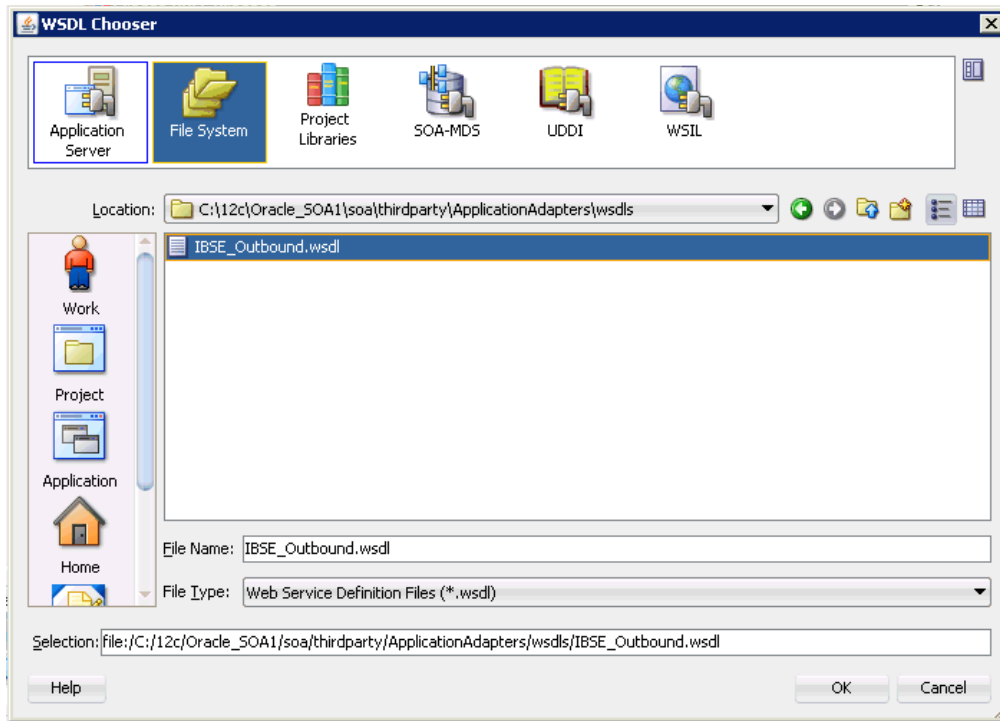 WSDL Chooser
Application Server
File System
Project Libraries
SOA-MDS
UDDI
WSIL
Location: C:\12c\Oracle_SOA1\soa\thirdparty\ApplicationAdapters\wsdls
IBSE_Outbound.wsdl
Work
Project
Application
Home
File Name: IBSE_Outbound.wsdl
File Type: Web Service Definition Files (*.wsdl)
Selection: file:/C:/12c/Oracle_SOA1/soa/thirdparty/ApplicationAdapters/wsdls/IBSE_Outbound.wsdl
Help
OK
Cancel